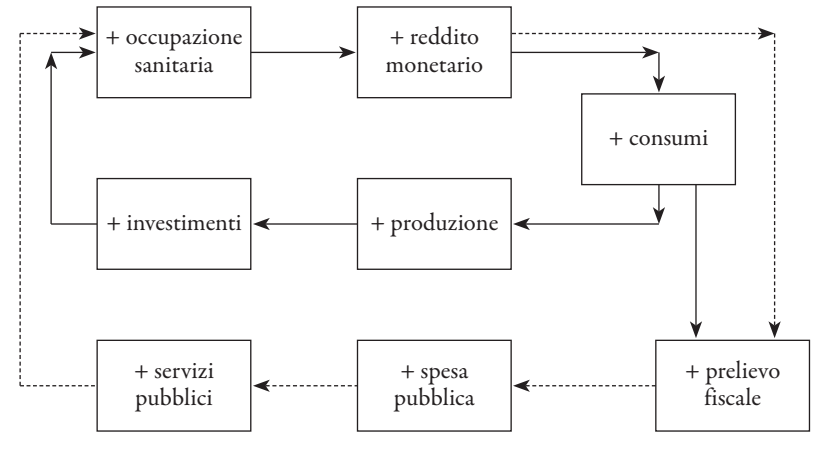 + occupazione
sanitaria
+ reddito
monetario
+ consumi
+ investimenti
+ produzione
+ servizi
pubblici
+ spesa
pubblica
+ prelievo
fiscale